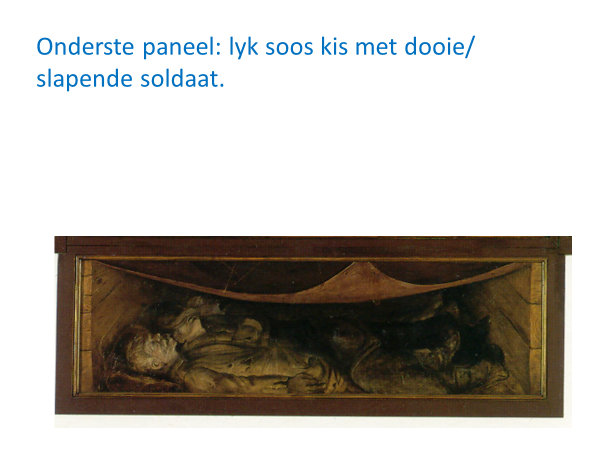 Onderste paneel: lyk soos kis met dooie/
slapende soldaat.